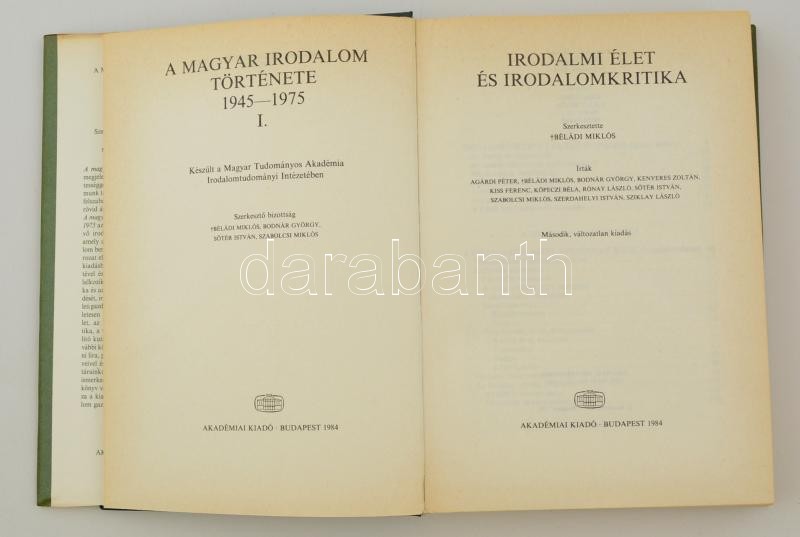 A MAGYAR IRODALOM
TÖRTÉNETE
1945—1975
I.
Készült a Magyar Tudományos Akadémia
Irodalomtudományi Intézetében
Szerkesztő bizottság
†BÉLÁDI MIKLÓS, BODNÁR GYÖRGY,
SŐTÉR ISTVÁN, SZABOLCSI MIKLÓS
AKADÉMIAI KIADÓ · BUDAPEST 1984
IRODALMI ÉLET
ÉS IRODALOMKRITIKA
Szerkesztette
†BÉLÁDI MIKLÓS
Írták
AGÁRDI PÉTER, †BÉLÁDI MIKLÓS, BODNÁR GYÖRGY, KENYERES ZOLTÁN,
KISS FERENC, KÖPECZI BÉLA, RÓNAY LÁSZLÓ, SŐTÉR ISTVÁN,
SZABOLCSI MIKLÓS, SZERDAHELYI ISTVÁN, SZIKLAY LÁSZLÓ
Második, változatlan kiadás
AKADÉMIAI KIADÓ · BUDAPEST 1984
darabanth